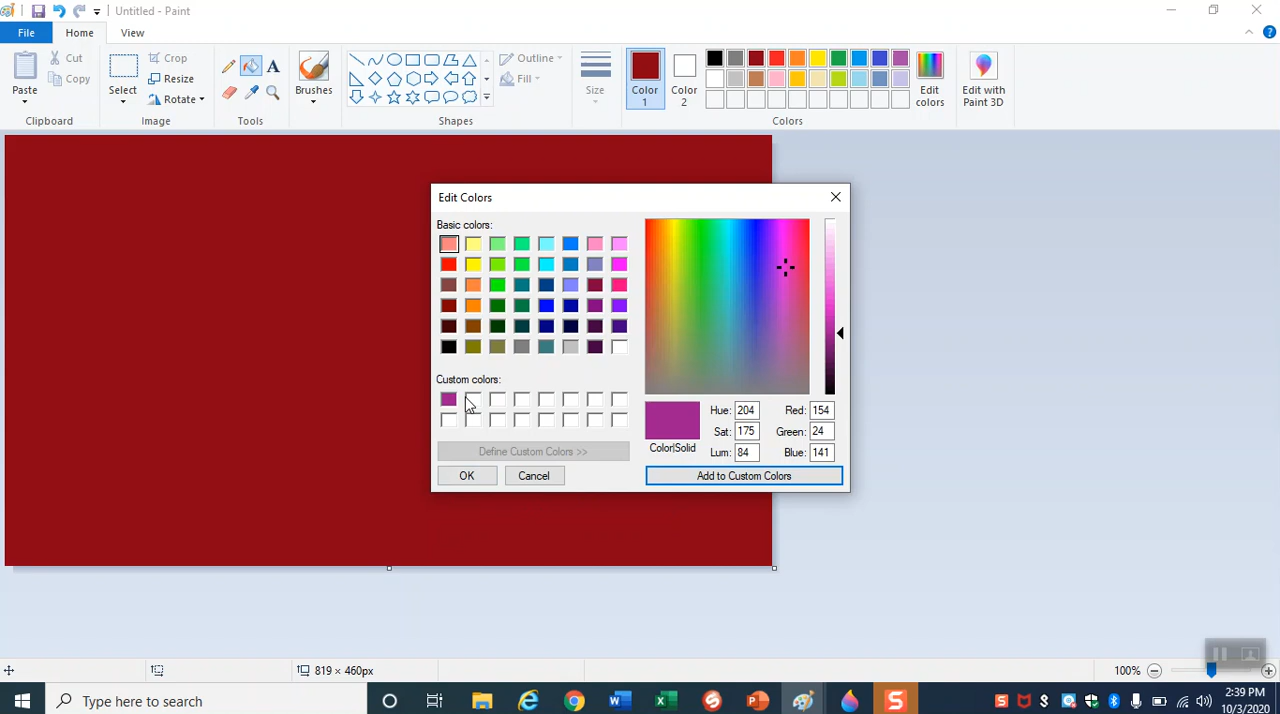 Untitled - Paint
File Home View
Paste
Cut
Copy
Clipboard
Select
Crop
Resize
Rotate
Image
Tools
Brushes
Shapes
Outline
Fill
Size
Color 1
Color 2
Colors
Edit colors
Edit with Paint 3D
Edit Colors
Basic colors:
Custom colors:
Define Custom Colors >>
OK Cancel
Color|Solid
Hue: 204 Red: 154
Sat: 175 Green: 24
Lum: 84 Blue: 141
Add to Custom Colors
819 × 460px
100%
Type here to search
2:39 PM
10/3/2020